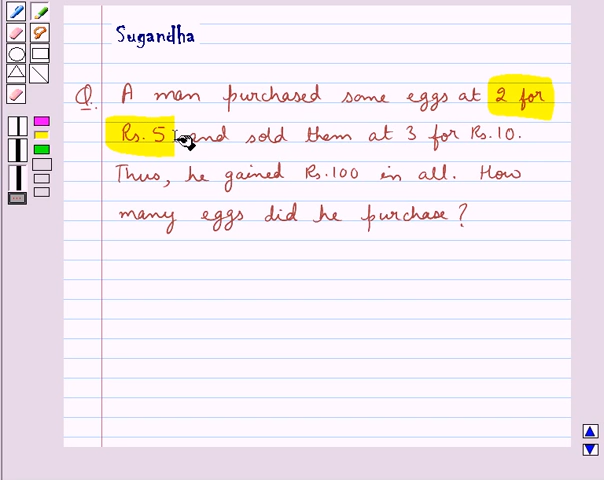 Sugandha
Q. A man purchased some eggs at 2 for
Rs. 5 and sold them at 3 for Rs.10.
Thus, he gained Rs.100 in all. How
many eggs did he purchase?